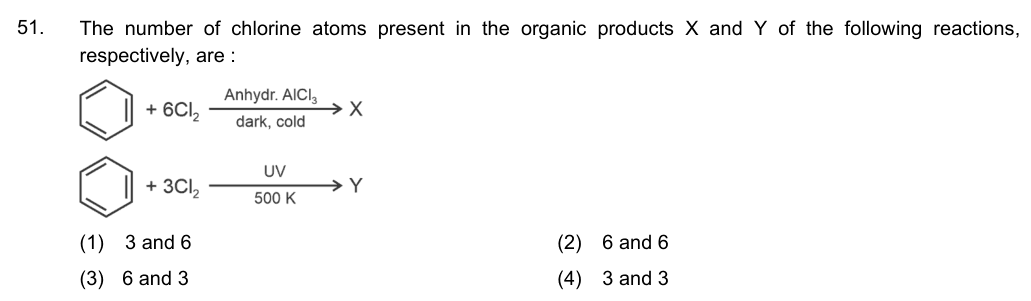 51. The number of chlorine atoms present in the organic products X and Y of the following reactions,
respectively, are :
+ 6Cl₂ Anhydr. AlCl₃ dark, cold X
+ 3Cl₂ UV 500 K Y
(1) 3 and 6 (2) 6 and 6
(3) 6 and 3 (4) 3 and 3